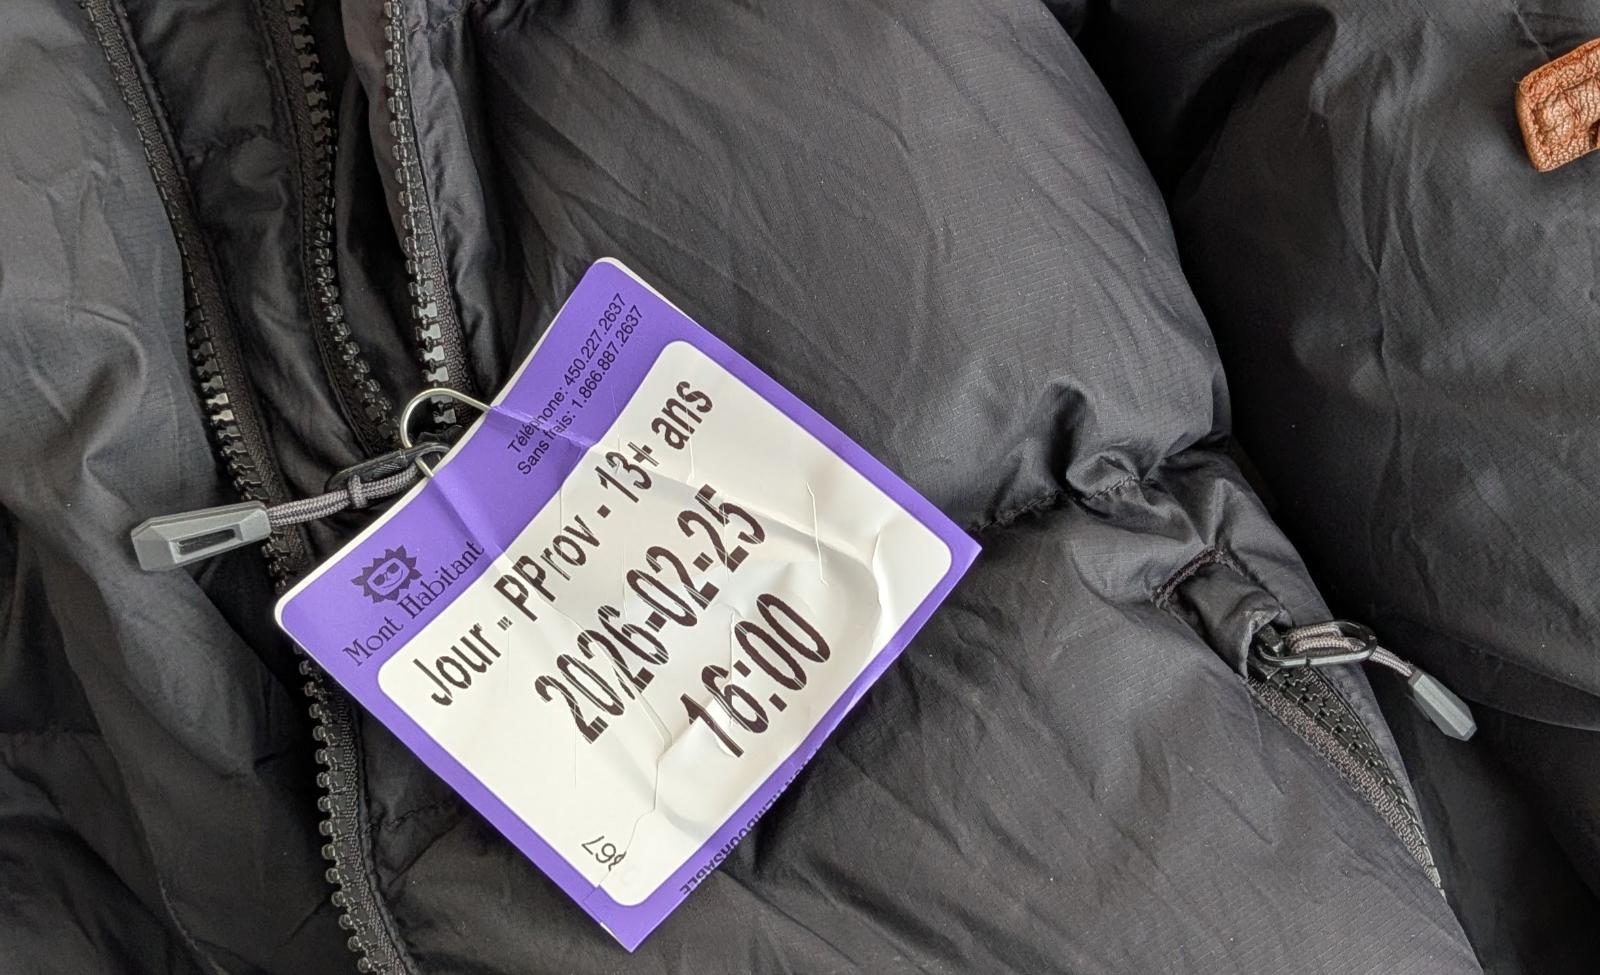 Téléphone: 450.227.2637
Sans frais: 1.866.887.2637
Mont Habitant
Jour - PProv - 13+ ans
2026-02-25
16:00